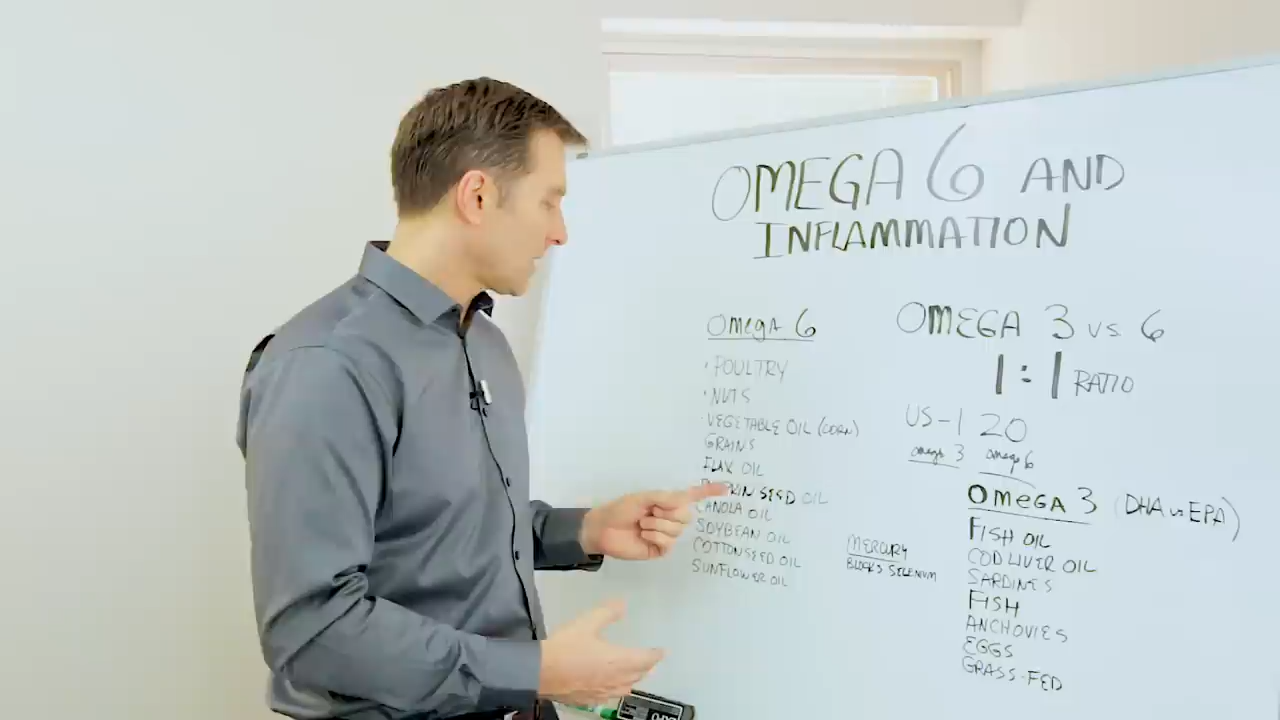 OMEGA 6 AND
INFLAMMATION
Omega 6
• POULTRY
• NUTS
• VEGETABLE OIL (CORN)
GRAINS
FLAX OIL
SEED OIL
CANOLA OIL
SOYBEAN OIL
COTTONSEED OIL
SUNFLOWER OIL
MERCURY
BLOCKS SELENIUM
OMEGA 3 vs 6
1:1 RATIO
US-1 20
omega 3 omega 6
OMEGA 3 (DHA vs EPA)
FISH OIL
COD LIVER OIL
SARDINES
FISH
ANCHOVIES
EGGS
GRASS-FED